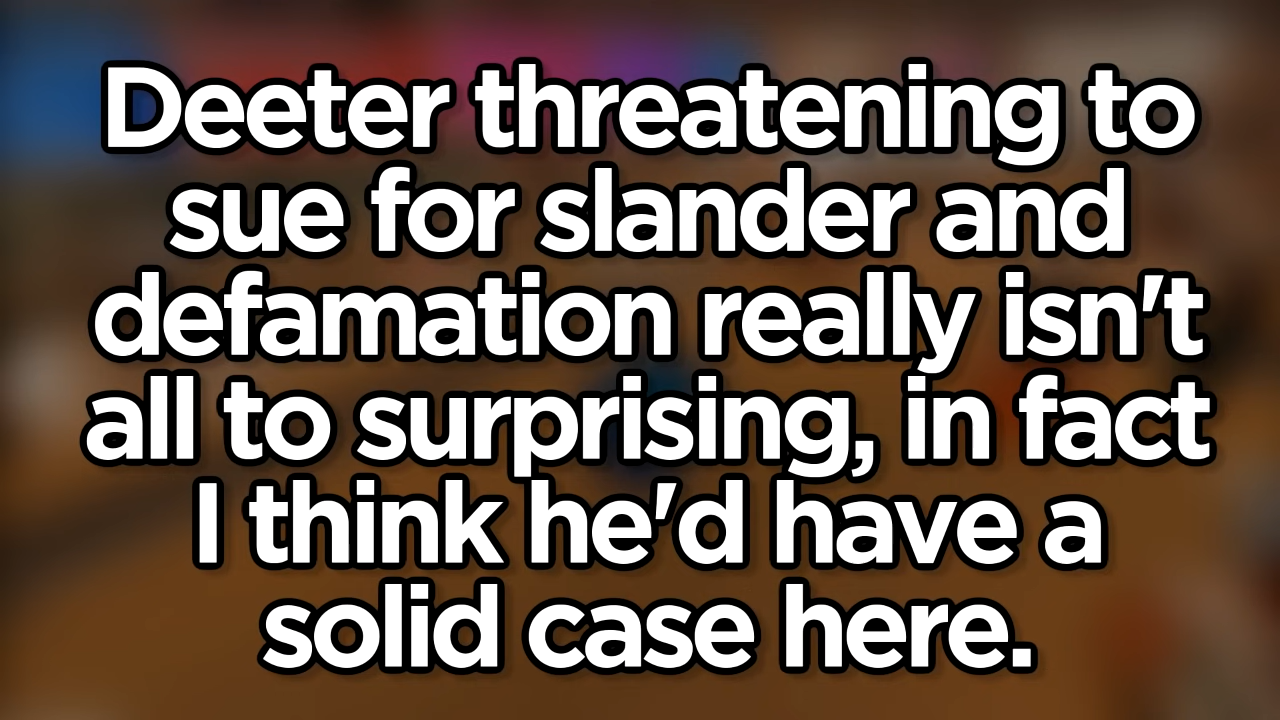 Deeter threatening to
sue for slander and
defamation really isn't
all to surprising, in fact
I think he'd have a
solid case here.